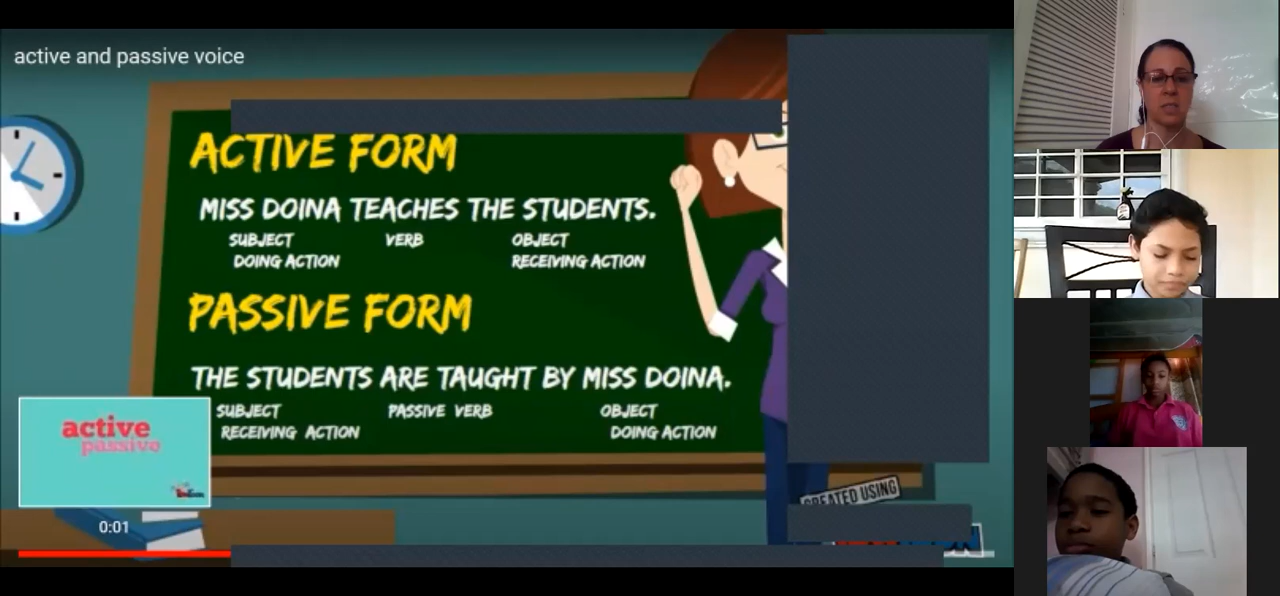 active and passive voice
ACTIVE FORM
MISS DOINA TEACHES THE STUDENTS.
SUBJECT VERB OBJECT
DOING ACTION RECEIVING ACTION
PASSIVE FORM
THE STUDENTS ARE TAUGHT BY MISS DOINA.
SUBJECT PASSIVE VERB OBJECT
RECEIVING ACTION DOING ACTION
active
passive
0:01
CREATED USING